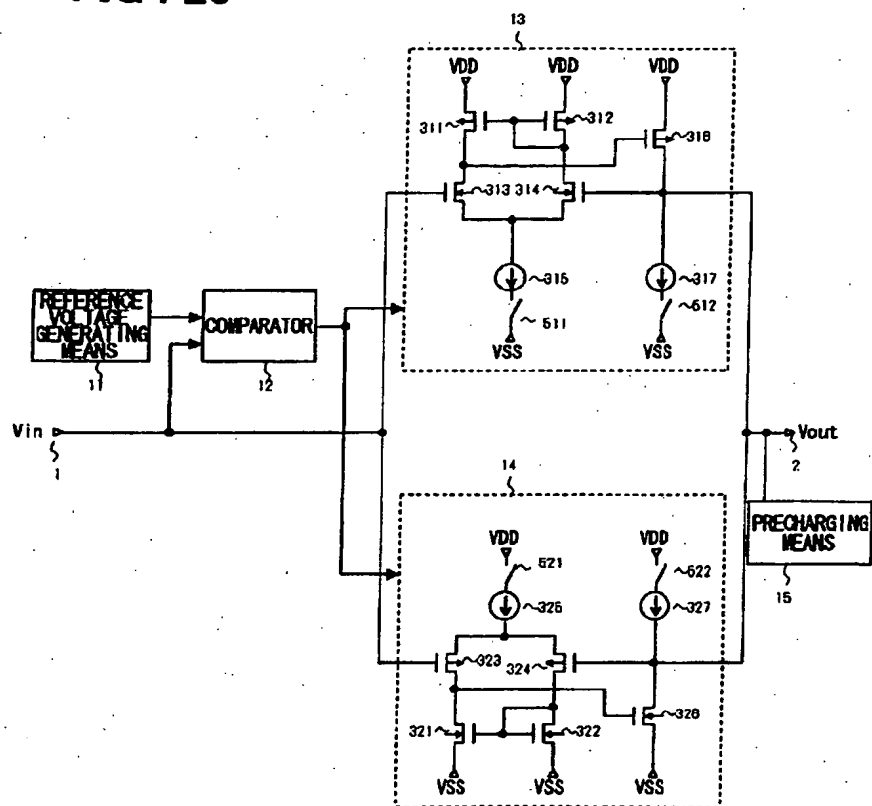 13
VDD VDD VDD
311 312 318
313 314
315 317
511 512
VSS VSS
REFERENCE
VOLTAGE
GENERATING
MEANS
11
COMPARATOR
12
Vin
1
Vout
2
14
PRECHARGING
MEANS
15
VDD VDD
521 522
325 327
323 324
321 322 326
VSS VSS VSS